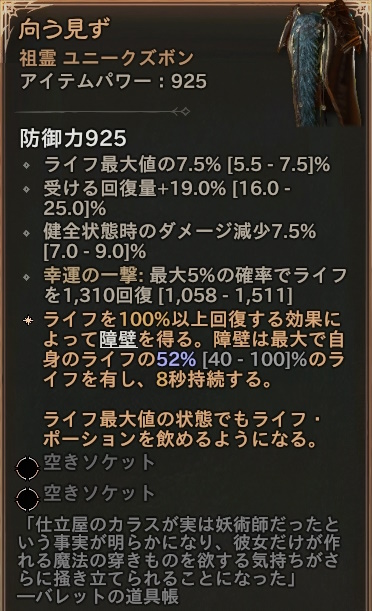 向う見ず
祖霊 ユニークズボン
アイテムパワー：925
防御力925
ライフ最大値の7.5% [5.5 - 7.5]%
受ける回復量+19.0% [16.0 -
25.0]%
健全状態時のダメージ減少7.5%
[7.0 - 9.0]%
幸運の一撃: 最大5%の確率でライフ
を1,310回復 [1,058 - 1,511]
ライフを100%以上回復する効果に
よって障壁を得る。障壁は最大で自
身のライフの52% [40 - 100]%のラ
イフを有し、8秒持続する。
ライフ最大値の状態でもライフ・
ポーションを飲めるようになる。
空きソケット
空きソケット
「仕立屋のカラスが実は妖術師だったと
いう事実が明らかになり、彼女だけが作
れる魔法の穿きものを欲する気持ちがさ
らに掻き立てられることになった」
—バレットの道具帳